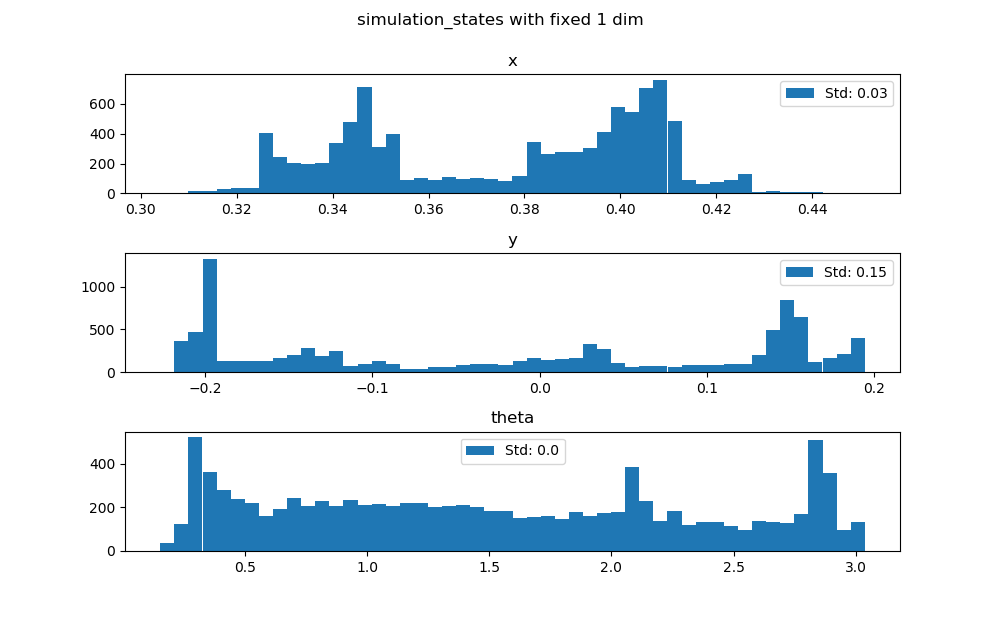 simulation_states with fixed 1 dim
x
Std: 0.03
600
400
200
0
0.30 0.32 0.34 0.36 0.38 0.40 0.42 0.44
y
Std: 0.15
1000
500
0
−0.2 −0.1 0.0 0.1 0.2
theta
Std: 0.0
400
200
0
0.5 1.0 1.5 2.0 2.5 3.0